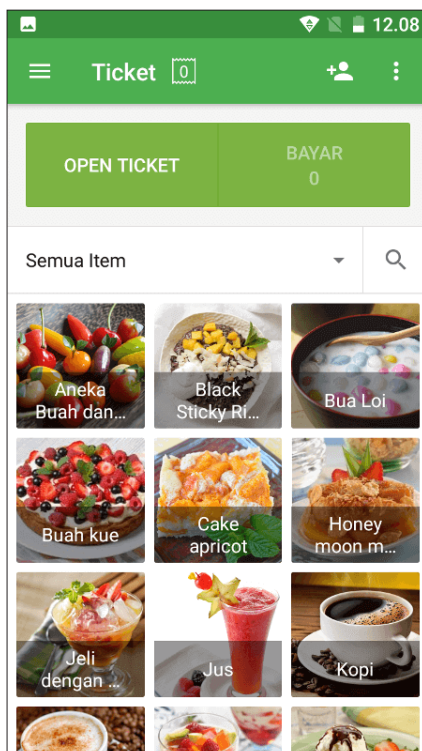 12.08
Ticket 0
OPEN TICKET
BAYAR
0
Semua Item
Aneka
Buah dan...
Black
Sticky Ri...
Bua Loi
Buah kue
Cake
apricot
Honey
moon m...
Jeli
dengan ...
Jus
Kopi